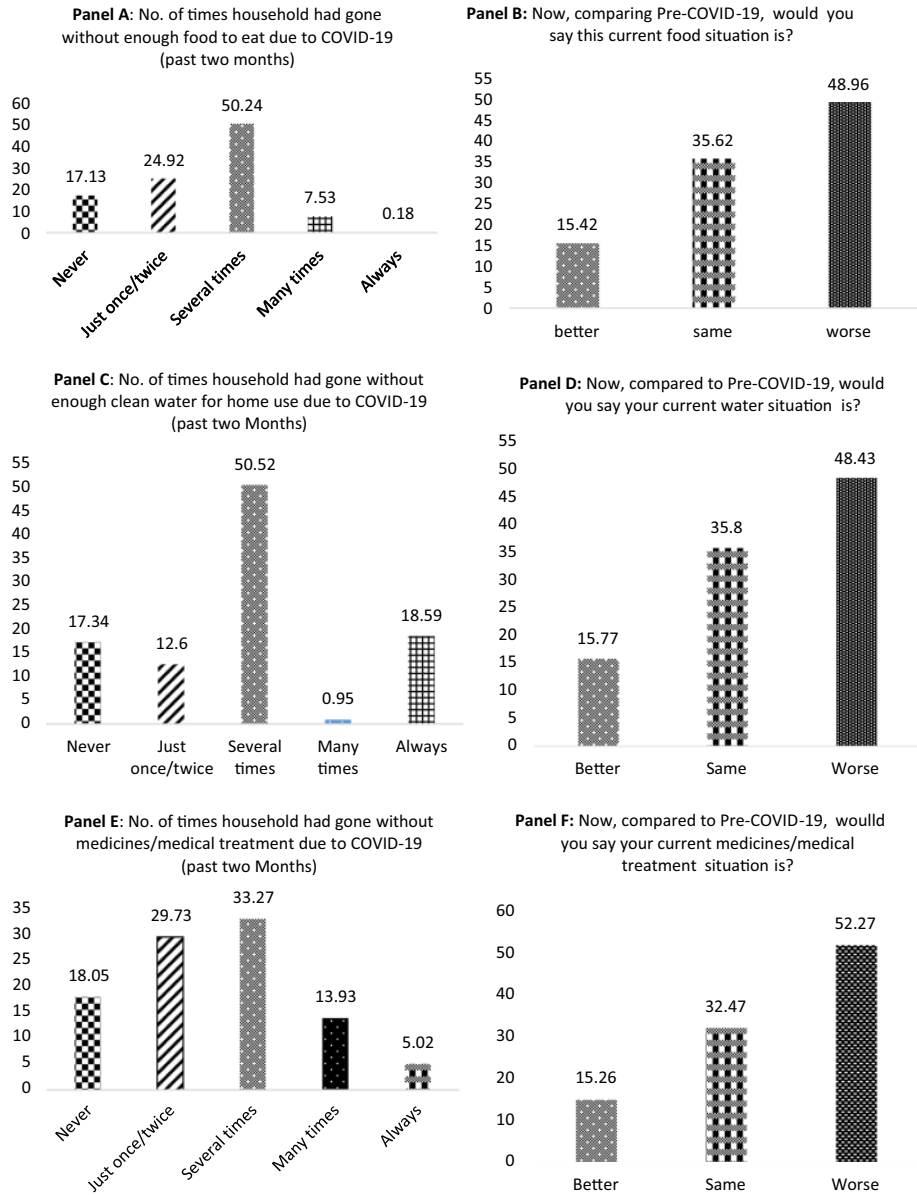 Panel A: No. of times household had gone
without enough food to eat due to COVID-19
(past two months)
60
50
40
30
20
10
0
17.13
24.92
50.24
7.53
0.18
Never
Just once/twice
Several times
Many times
Always
Panel B: Now, comparing Pre-COVID-19, would you
say this current food situation is?
55
50
45
40
35
30
25
20
15
10
5
0
15.42
35.62
48.96
better
same
worse
Panel C: No. of times household had gone without
enough clean water for home use due to COVID-19
(past two Months)
55
50
45
40
35
30
25
20
15
10
5
0
17.34
12.6
50.52
0.95
18.59
Never
Just
once/twice
Several
times
Many
times
Always
Panel D: Now, compared to Pre-COVID-19, would
you say your current water situation is?
55
50
45
40
35
30
25
20
15
10
5
0
15.77
35.8
48.43
Better
Same
Worse
Panel E: No. of times household had gone without
medicines/medical treatment due to COVID-19
(past two Months)
35
30
25
20
15
10
5
0
18.05
29.73
33.27
13.93
5.02
Never
Just once/twice
Several times
Many times
Always
Panel F: Now, compared to Pre-COVID-19, woulld
you say your current medicines/medical
treatment situation is?
60
50
40
30
20
10
0
15.26
32.47
52.27
Better
Same
Worse